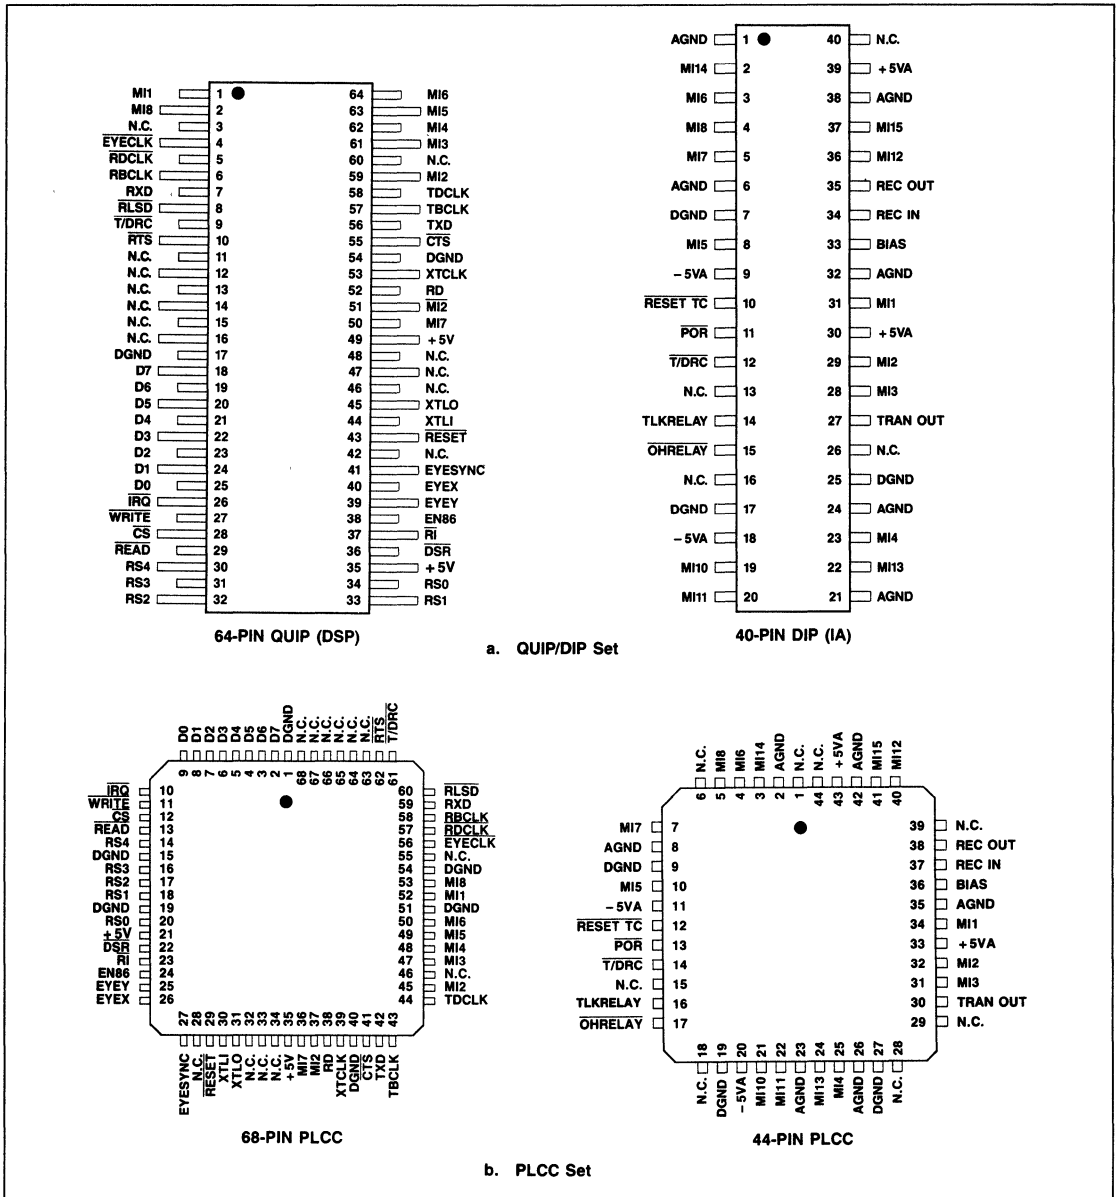 MI1 1 64 MI6
MI8 2 63 MI5
N.C. 3 62 MI4
EYECLK 4 61 MI3
RDCLK 5 60 N.C.
RBCLK 6 59 MI2
RXD 7 58 TDCLK
RLSD 8 57 TBCLK
T/DRC 9 56 TXD
RTS 10 55 CTS
N.C. 11 54 DGND
N.C. 12 53 XTCLK
N.C. 13 52 RD
N.C. 14 51 MI2
N.C. 15 50 MI7
N.C. 16 49 +5V
DGND 17 48 N.C.
D7 18 47 N.C.
D6 19 46 N.C.
D5 20 45 XTLO
D4 21 44 XTLI
D3 22 43 RESET
D2 23 42 N.C.
D1 24 41 EYESYNC
D0 25 40 EYEX
IRQ 26 39 EYEY
WRITE 27 38 EN86
CS 28 37 RI
READ 29 36 DSR
RS4 30 35 +5V
RS3 31 34 RS0
RS2 32 33 RS1
64-PIN QUIP (DSP)
AGND 1 40 N.C.
MI14 2 39 +5VA
MI6 3 38 AGND
MI8 4 37 MI15
MI7 5 36 MI12
AGND 6 35 REC OUT
DGND 7 34 REC IN
MI5 8 33 BIAS
-5VA 9 32 AGND
RESET TC 10 31 MI1
POR 11 30 +5VA
T/DRC 12 29 MI2
N.C. 13 28 MI3
TLKRELAY 14 27 TRAN OUT
OHRELAY 15 26 N.C.
N.C. 16 25 DGND
DGND 17 24 AGND
-5VA 18 23 MI4
MI10 19 22 MI13
MI11 20 21 AGND
40-PIN DIP (IA)
a. QUIP/DIP Set
D0 D1 D2 D3 D4 D5 D6 D7 DGND N.C. N.C. N.C. N.C. N.C. N.C. RTS T/DRC
9 8 7 6 5 4 3 2 1 68 67 66 65 64 63 62 61
IRQ 10 60 RLSD
WRITE 11 59 RXD
CS 12 58 RBCLK
READ 13 57 RDCLK
RS4 14 56 EYECLK
DGND 15 55 N.C.
RS3 16 54 DGND
RS2 17 53 MI8
RS1 18 52 MI1
DGND 19 51 DGND
RS0 20 50 MI6
+5V 21 49 MI5
DSR 22 48 MI4
RI 23 47 MI3
EN86 24 46 N.C.
EYEY 25 45 MI2
EYEX 26 44 TDCLK
27 28 29 30 31 32 33 34 35 36 37 38 39 40 41 42 43
EYESYNC N.C. RESET XTLI XTLO N.C. N.C. N.C. +5V MI7 MI2 RD XTCLK DGND CTS TXD TBCLK
68-PIN PLCC
N.C. MI8 MI6 MI14 AGND N.C. N.C. +5VA AGND MI15 MI12
6 5 4 3 2 1 44 43 42 41 40
MI7 7 39 N.C.
AGND 8 38 REC OUT
DGND 9 37 REC IN
MI5 10 36 BIAS
-5VA 11 35 AGND
RESET TC 12 34 MI1
POR 13 33 +5VA
T/DRC 14 32 MI2
N.C. 15 31 MI3
TLKRELAY 16 30 TRAN OUT
OHRELAY 17 29 N.C.
18 19 20 21 22 23 24 25 26 27 28
N.C. DGND -5VA MI10 MI11 AGND MI13 MI4 AGND DGND N.C.
44-PIN PLCC
b. PLCC Set